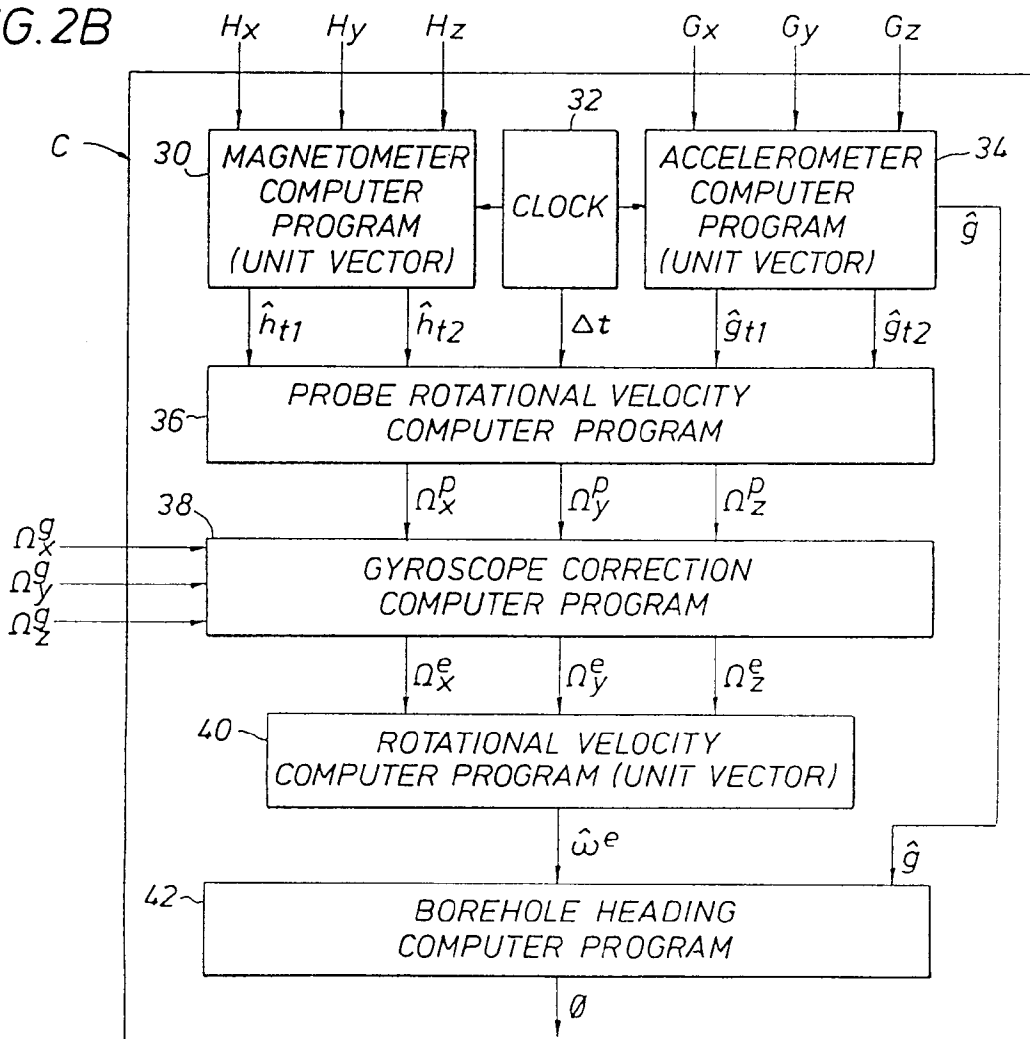 FIG. 2B
Hx Hy Hz Gx Gy Gz
C
30
MAGNETOMETER
COMPUTER
PROGRAM
(UNIT VECTOR)
32
CLOCK
34
ACCELEROMETER
COMPUTER
PROGRAM
(UNIT VECTOR)
ĝ
ĥt1 ĥt2 Δt ĝt1 ĝt2
36
PROBE ROTATIONAL VELOCITY
COMPUTER PROGRAM
Ωxp Ωyp Ωzp
38
Ωxg
Ωyg
Ωzg
GYROSCOPE CORRECTION
COMPUTER PROGRAM
Ωxe Ωye Ωze
40
ROTATIONAL VELOCITY
COMPUTER PROGRAM (UNIT VECTOR)
ω̂e
ĝ
42
BOREHOLE HEADING
COMPUTER PROGRAM
Ø